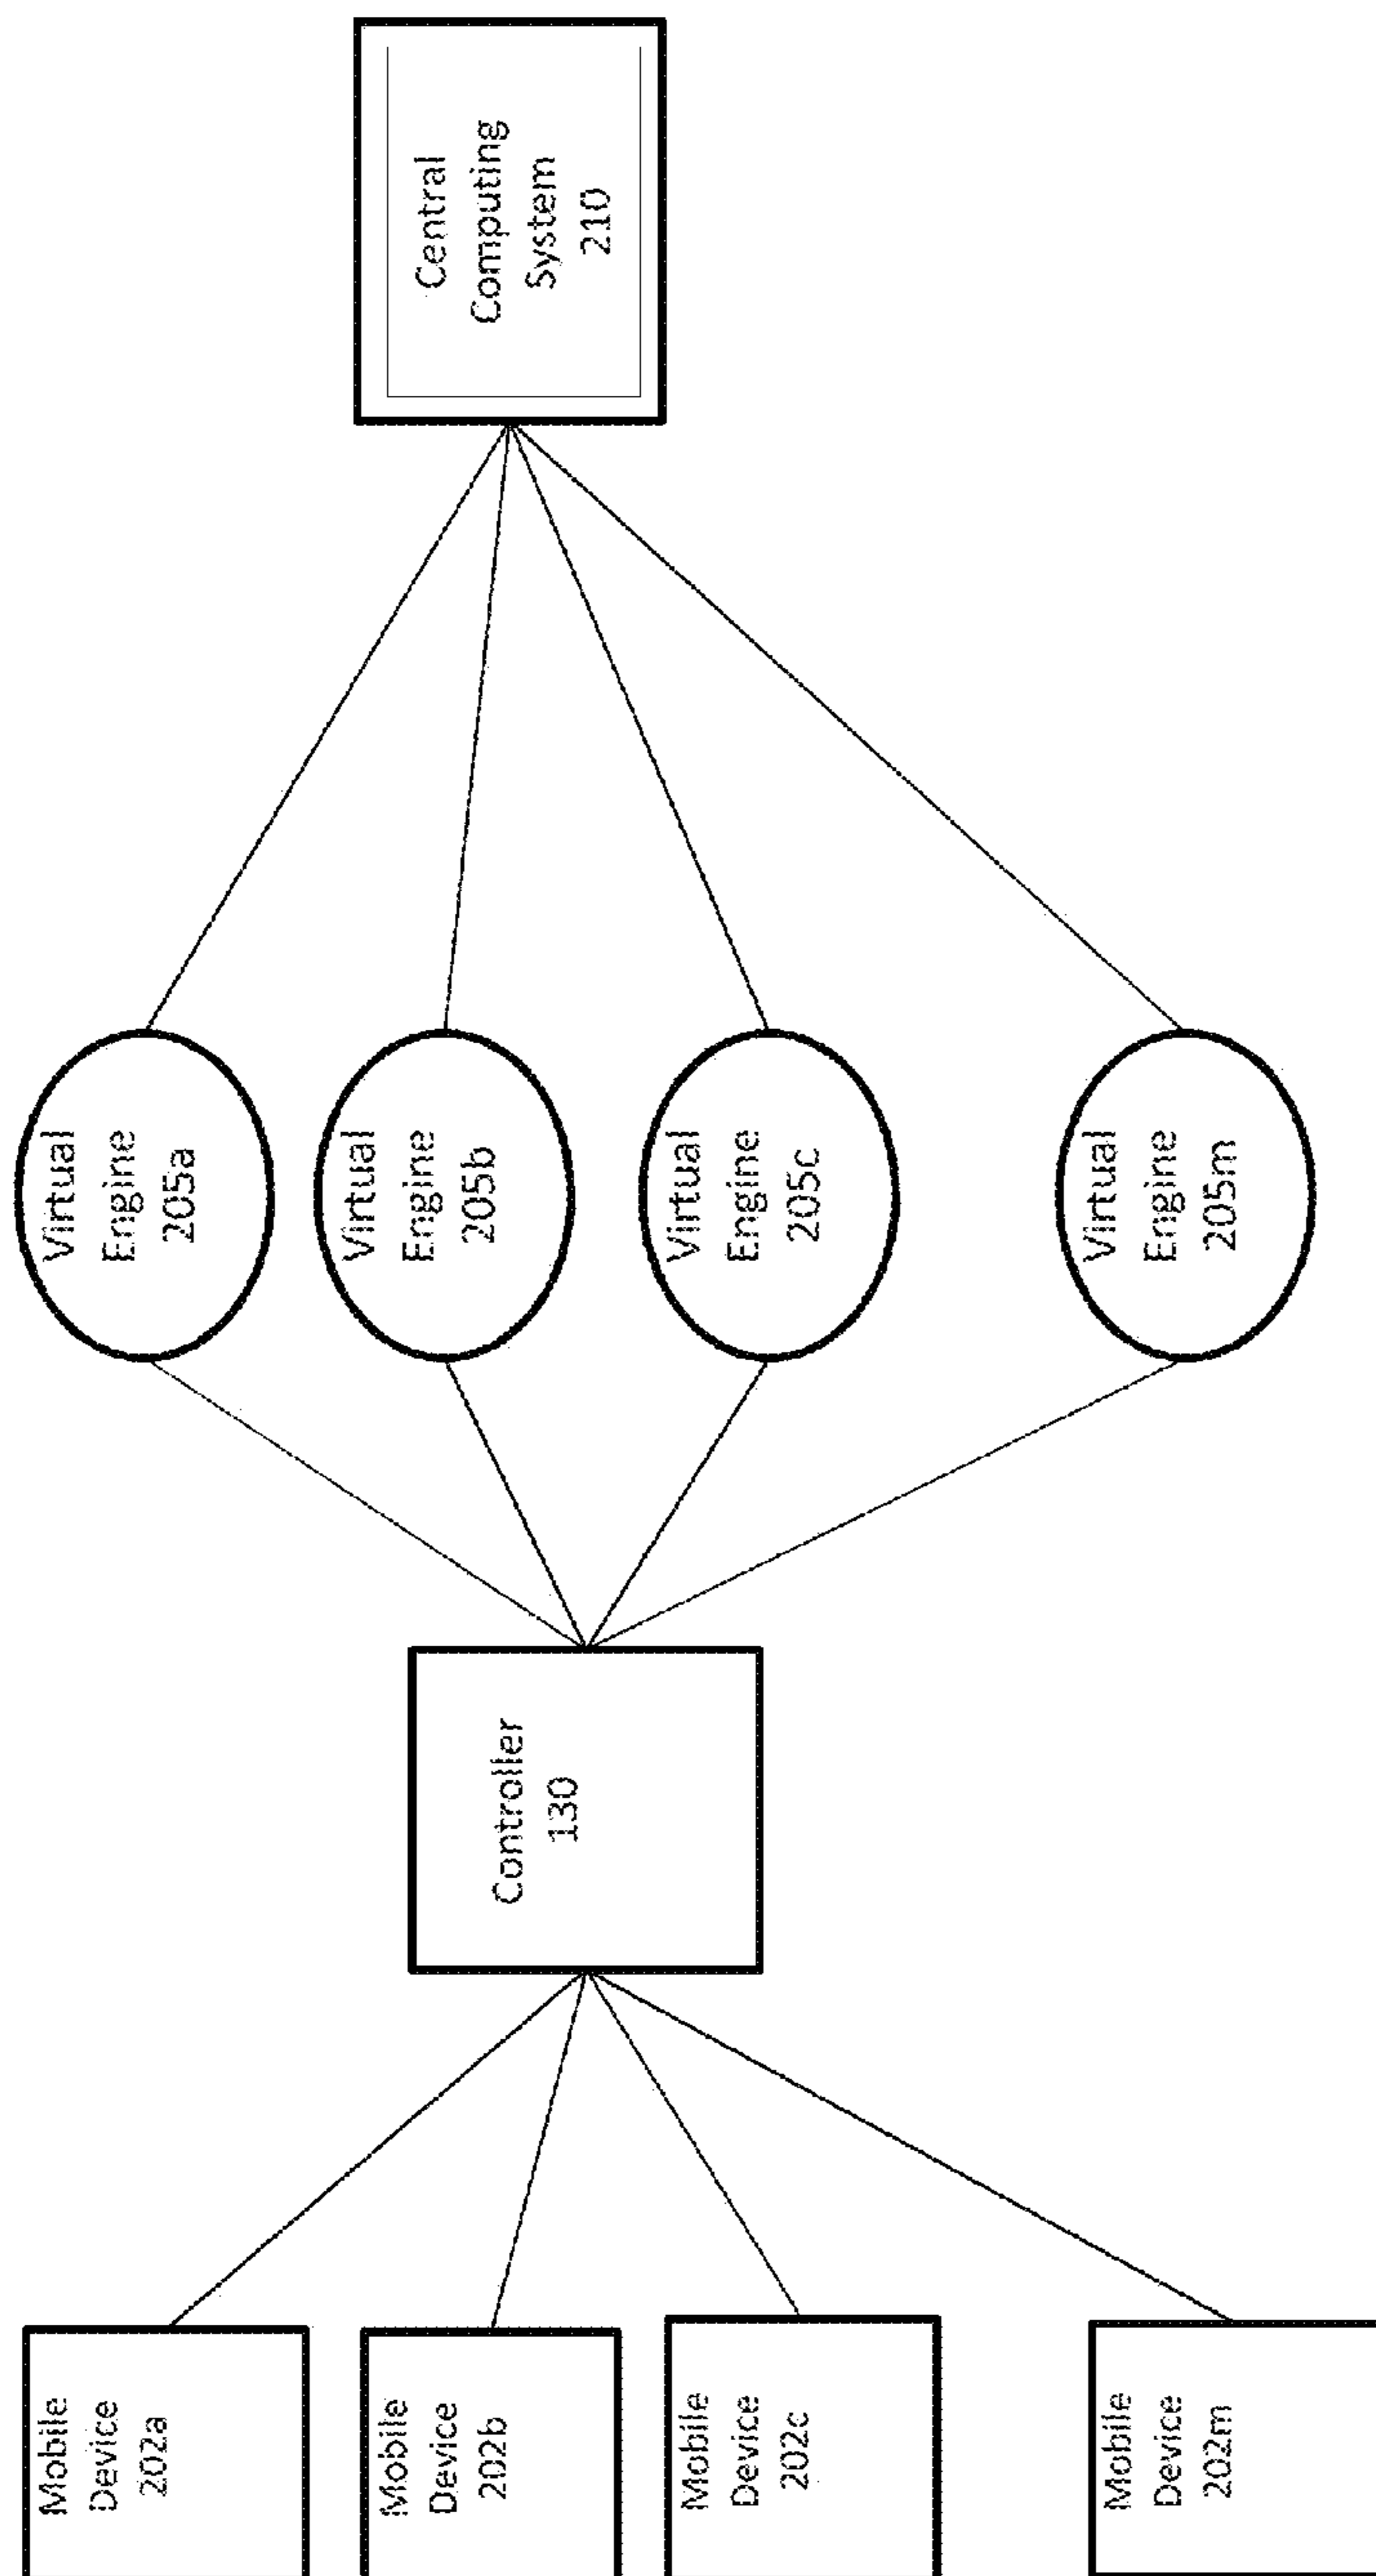 Mobile
Device
202a
Mobile
Device
202b
Mobile
Device
202c
Mobile
Device
202m
Controller
130
Virtual
Engine
205a
Virtual
Engine
205b
Virtual
Engine
205c
Virtual
Engine
205m
Central
Computing
System
210